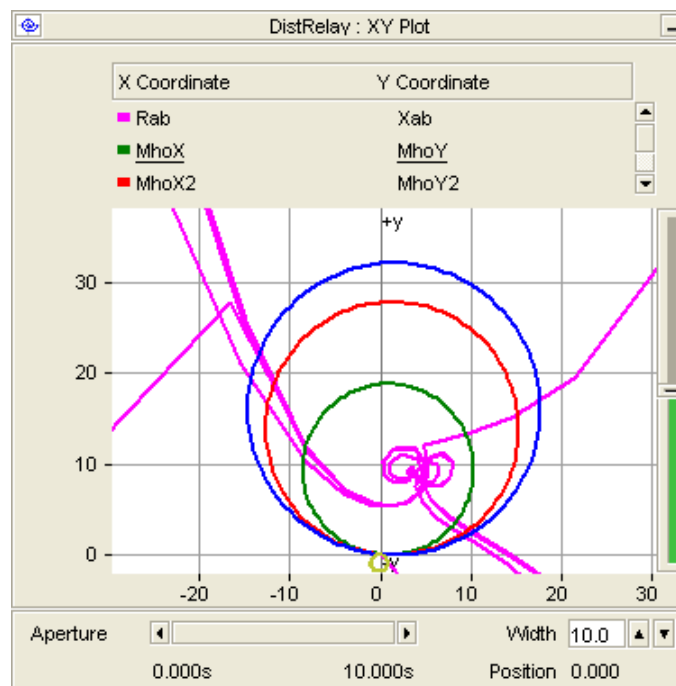 DistRelay : XY Plot
X Coordinate Y Coordinate
Rab Xab
MhoX MhoY
MhoX2 MhoY2
+y
30
20
10
0
-y
-20 -10 0 10 20 30
Aperture Width 10.0
0.000s 10.000s Position 0.000